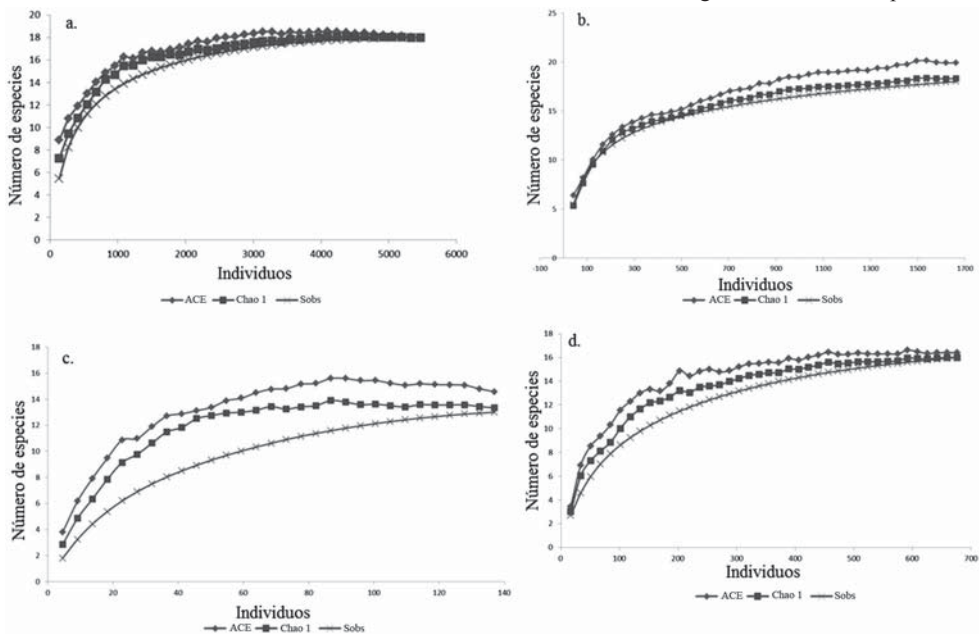 a.
20
18
16
14
12
10
8
6
4
2
0
Número de especies
0 1000 2000 3000 4000 5000 6000
Individuos
ACE Chao 1 Sobs
b.
25
20
15
10
5
0
Número de especies
-100 100 300 500 700 900 1100 1300 1500 1700
Individuos
ACE Chao 1 Sobs
c.
18
16
14
12
10
8
6
4
2
0
Número de especies
0 20 40 60 80 100 120 140
Individuos
ACE Chao 1 Sobs
d.
18
16
14
12
10
8
6
4
2
0
Número de especies
0 100 200 300 400 500 600 700
Individuos
ACE Chao 1 Sobs